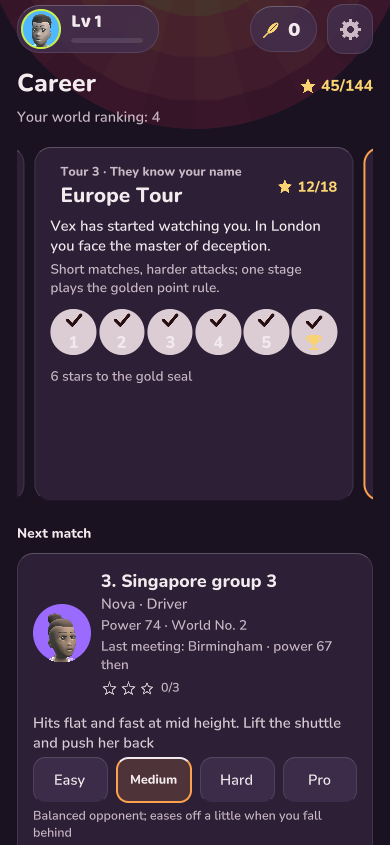 Lv 1
0
Career
45/144
Your world ranking: 4
Tour 3 · They know your name
Europe Tour
12/18
Vex has started watching you. In London
you face the master of deception.
Short matches, harder attacks; one stage
plays the golden point rule.
1 2 3 4 5
6 stars to the gold seal
Next match
3. Singapore group 3
Nova · Driver
Power 74 · World No. 2
Last meeting: Birmingham · power 67
then
0/3
Hits flat and fast at mid height. Lift the shuttle
and push her back
Easy Medium Hard Pro
Balanced opponent; eases off a little when you fall
behind